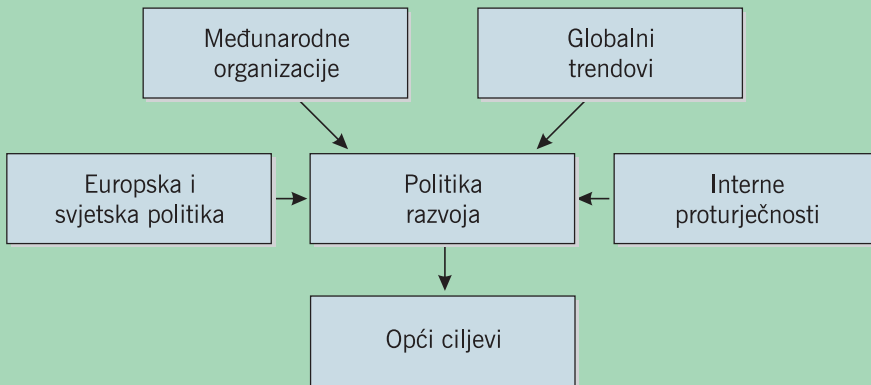 Međunarodne
organizacije
Globalni
trendovi
Europska i
svjetska politika
Politika
razvoja
Interne
proturječnosti
Opći ciljevi